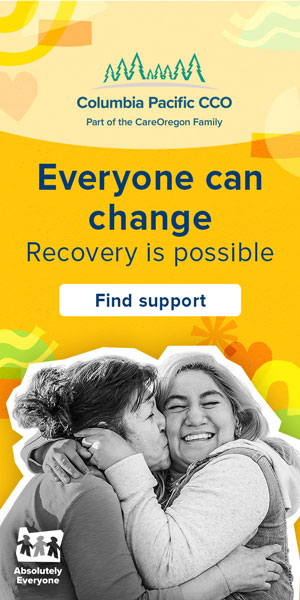 Columbia Pacific CCO
Part of the CareOregon Family
Everyone can
change
Recovery is possible
Find support
Absolutely
Everyone